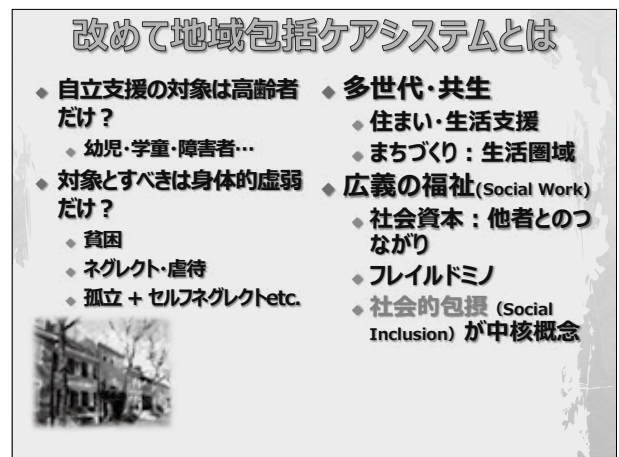 改めて地域包括ケアシステムとは
自立支援の対象は高齢者
だけ？
幼児・学童・障害者…
対象とすべきは身体的虚弱
だけ？
貧困
ネグレクト・虐待
孤立 + セルフネグレクトetc.
多世代・共生
住まい・生活支援
まちづくり：生活圏域
広義の福祉(Social Work)
社会資本：他者とのつ
ながり
フレイルドミノ
社会的包摂（Social
Inclusion）が中核概念